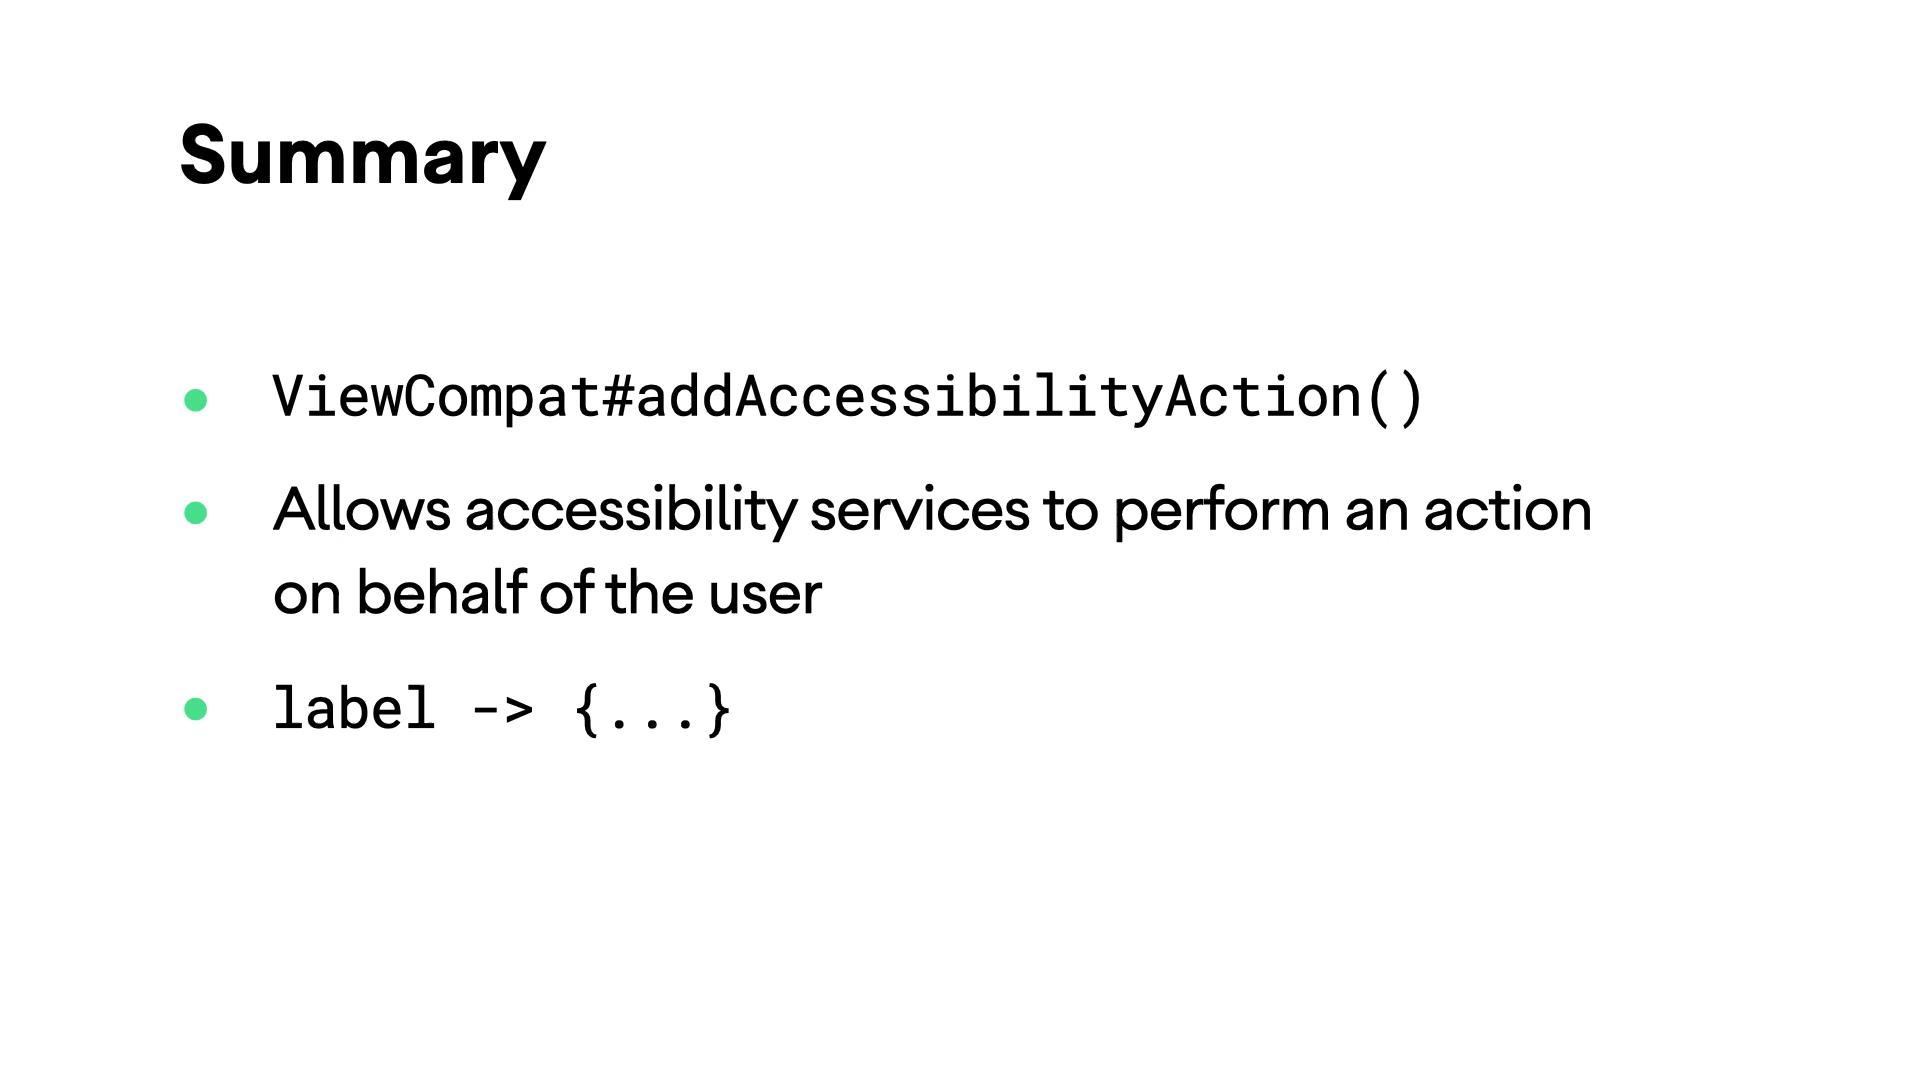 Summary
ViewCompat#addAccessibilityAction()
Allows accessibility services to perform an action
on behalf of the user
label -> {...}